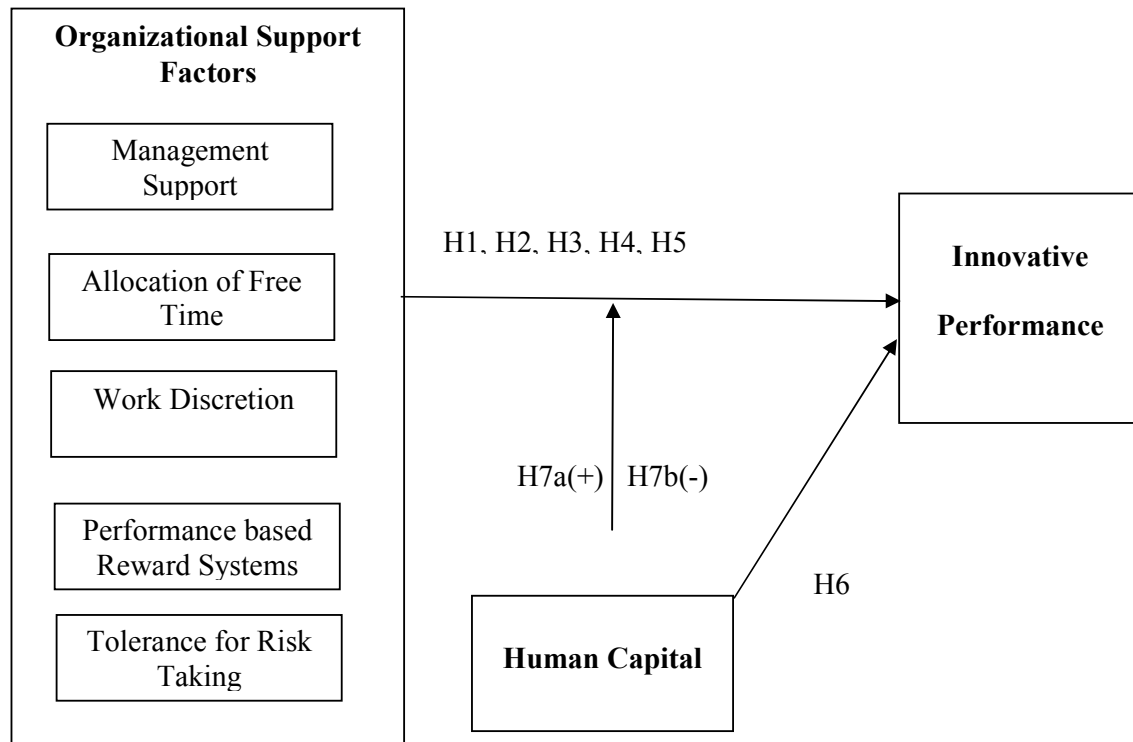 Organizational Support
Factors
Management
Support
Allocation of Free
Time
Work Discretion
Performance based
Reward Systems
Tolerance for Risk
Taking
H1, H2, H3, H4, H5
H7a(+) H7b(-)
Human Capital
H6
Innovative
Performance